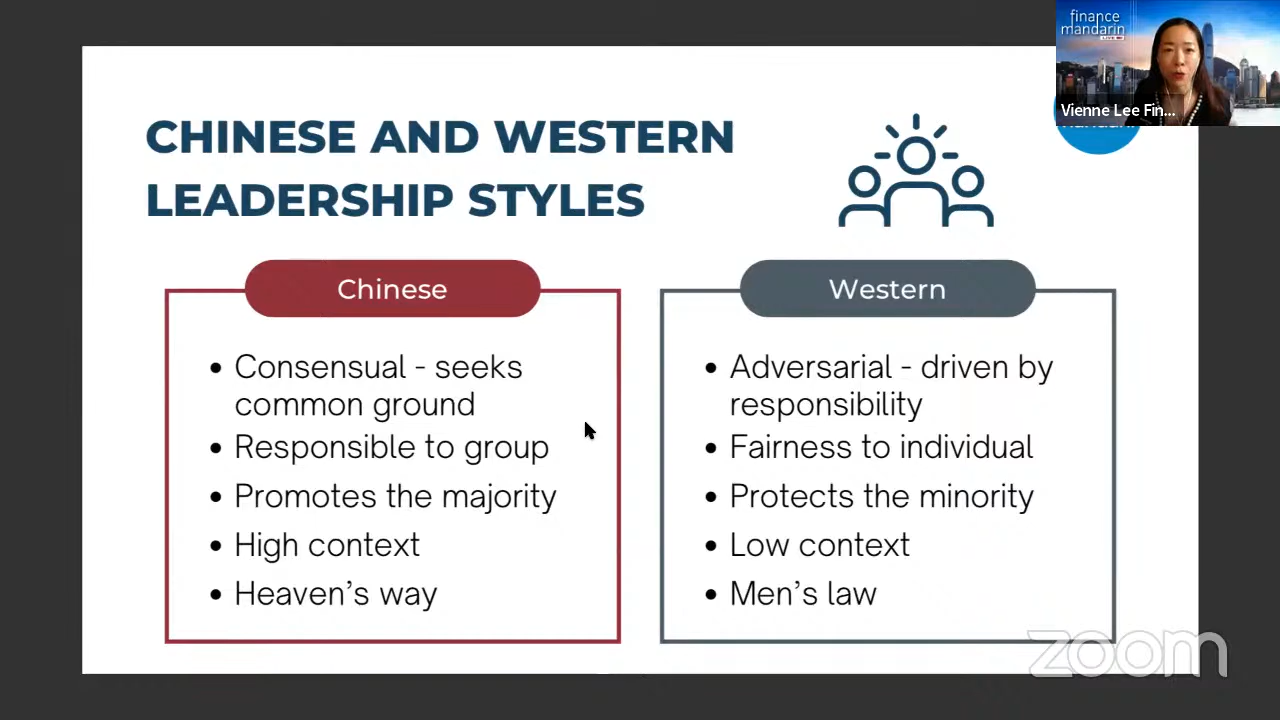 finance
mandarin
Vienne Lee Fin...
CHINESE AND WESTERN
LEADERSHIP STYLES
Chinese
• Consensual - seeks
common ground
• Responsible to group
• Promotes the majority
• High context
• Heaven’s way
Western
• Adversarial - driven by
responsibility
• Fairness to individual
• Protects the minority
• Low context
• Men’s law
zoom